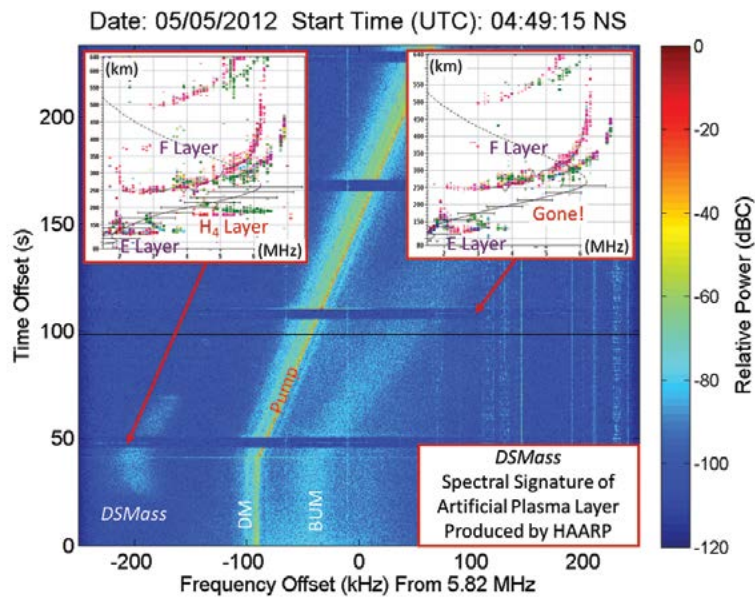 Date: 05/05/2012 Start Time (UTC): 04:49:15 NS
(km)
F Layer
H4 Layer
E Layer
(MHz)
(km)
F Layer
Gone!
E Layer
(MHz)
Pump
DSMass
DM
BUM
DSMass
Spectral Signature of
Artificial Plasma Layer
Produced by HAARP
Time Offset (s)
200
150
100
50
0
-200 -100 0 100 200
Frequency Offset (kHz) From 5.82 MHz
0
-20
-40
-60
-80
-100
-120
Relative Power (dBC)